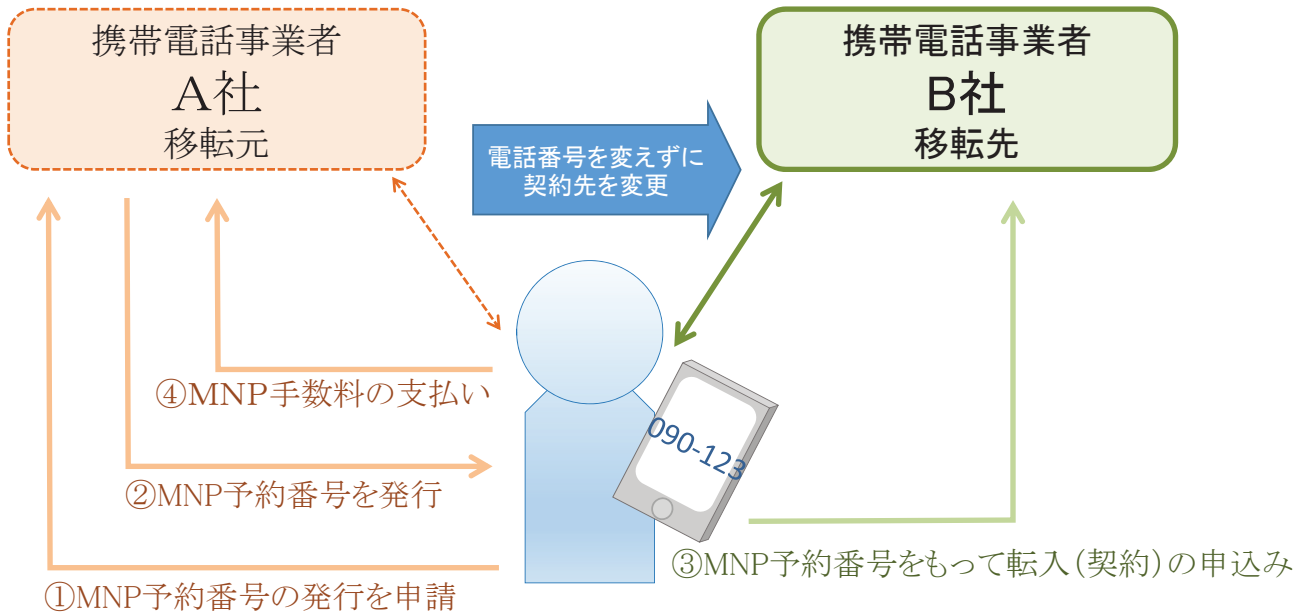 携帯電話事業者
A社
移転元
携帯電話事業者
B社
移転先
電話番号を変えずに
契約先を変更
④MNP手数料の支払い
090-123
②MNP予約番号を発行
③MNP予約番号をもって転入(契約)の申込み
①MNP予約番号の発行を申請